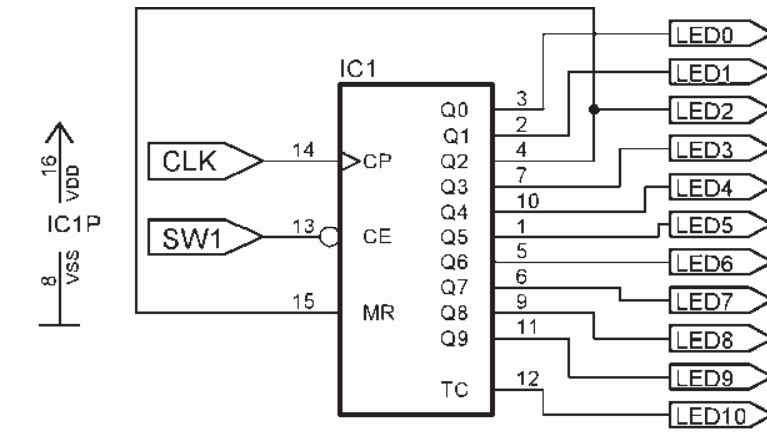 LED0
IC1
LED1
3
Q0
2
LED2
Q1
16
VDD
CLK
14
CP
4
Q2
7
LED3
Q3
10
LED4
Q4
IC1P
SW1
13
CE
1
LED5
Q5
5
LED6
Q6
8
VSS
6
LED7
Q7
15
MR
9
Q8
11
LED8
Q9
LED9
TC
12
LED10